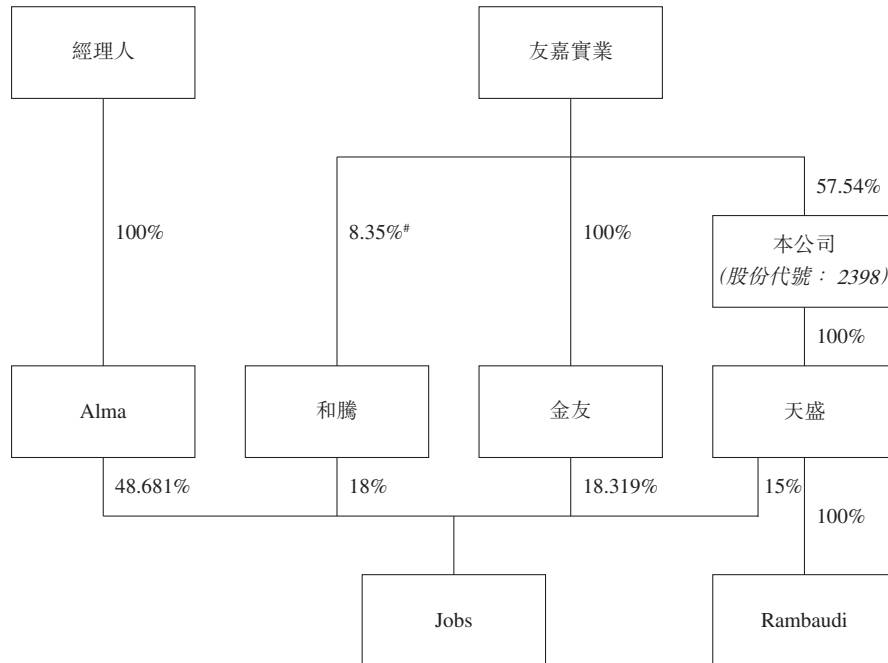 經理人
友嘉實業
57.54%
100%
8.35%#
100%
本公司
(股份代號： 2398)
100%
Alma
和騰
金友
天盛
48.681%
18%
18.319%
15%
100%
Jobs
Rambaudi